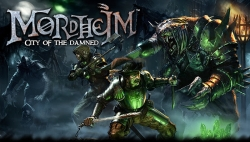 MORDHEIM
CITY OF THE DAMNED